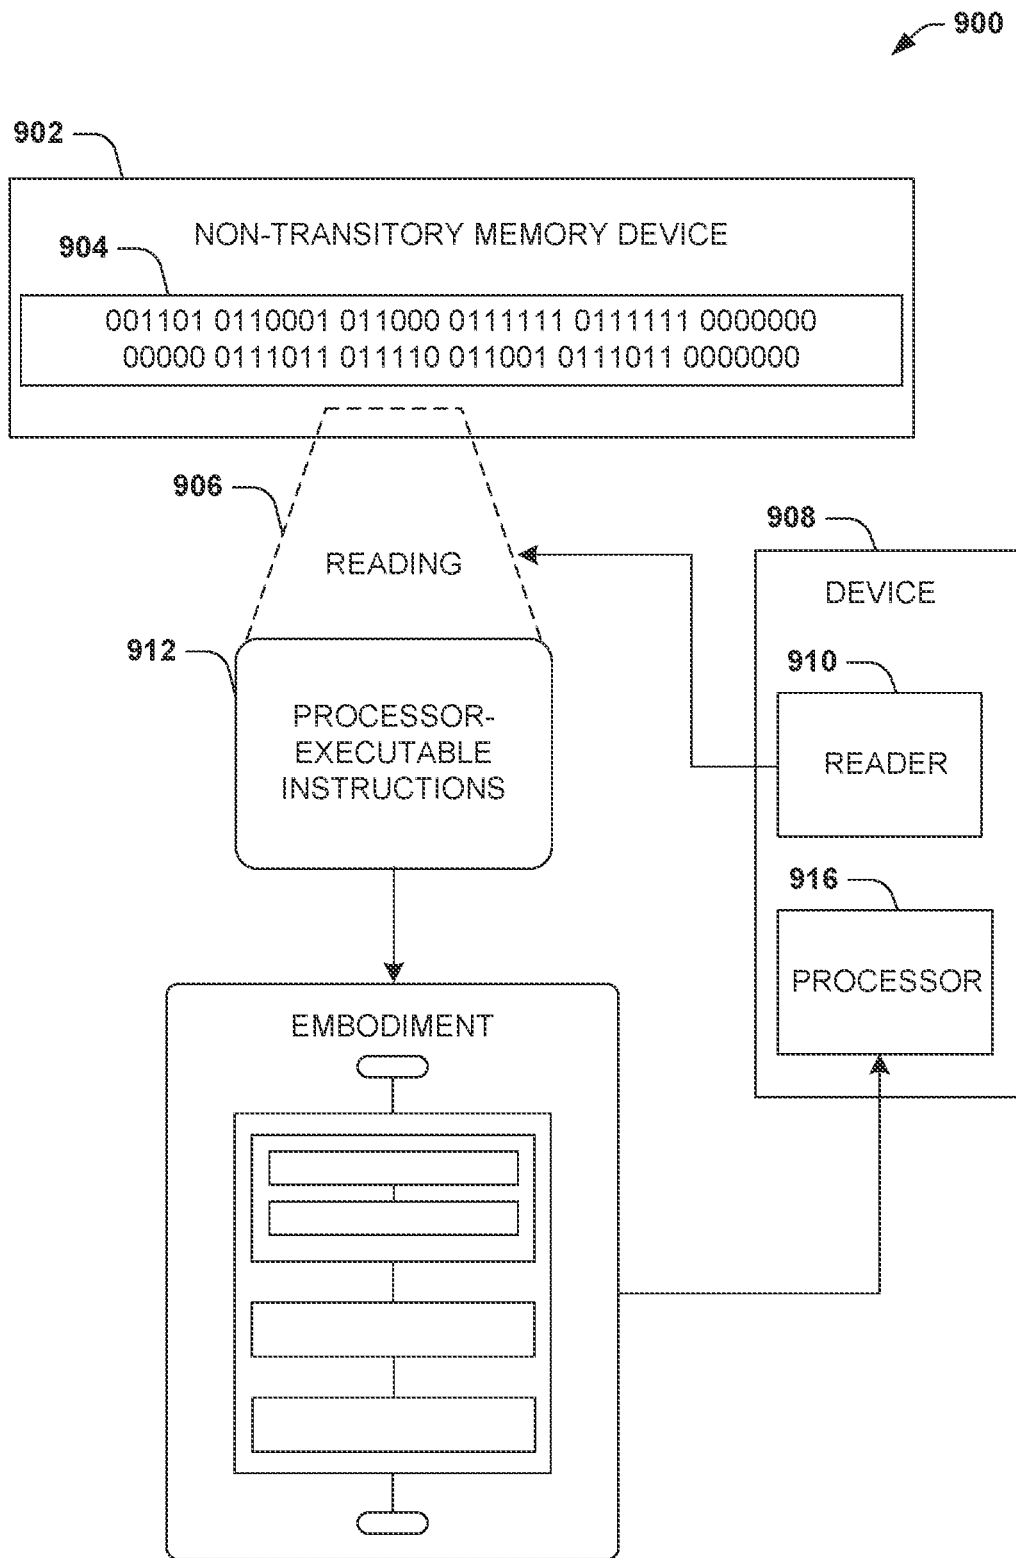 900
902
NON-TRANSITORY MEMORY DEVICE
904
001101 0110001 011000 0111111 0111111 0000000
00000 0111011 011110 011001 0111011 0000000
906
READING
908
DEVICE
910
READER
912
PROCESSOR-
EXECUTABLE
INSTRUCTIONS
916
PROCESSOR
EMBODIMENT